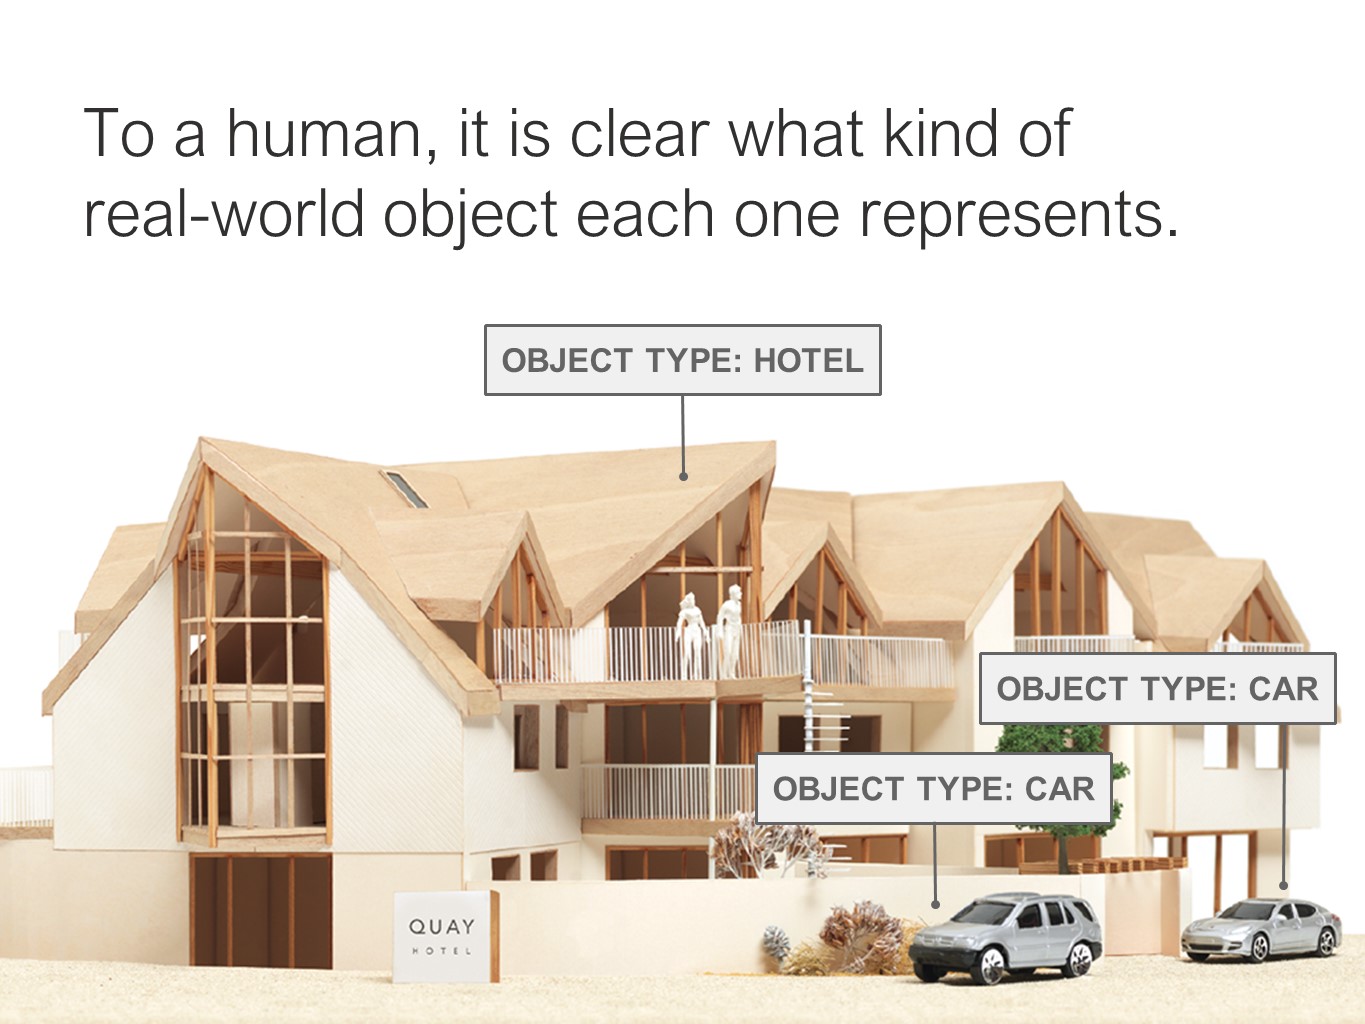 To a human, it is clear what kind of
real-world object each one represents.
OBJECT TYPE: HOTEL
OBJECT TYPE: CAR
OBJECT TYPE: CAR
QUAY
HOTEL